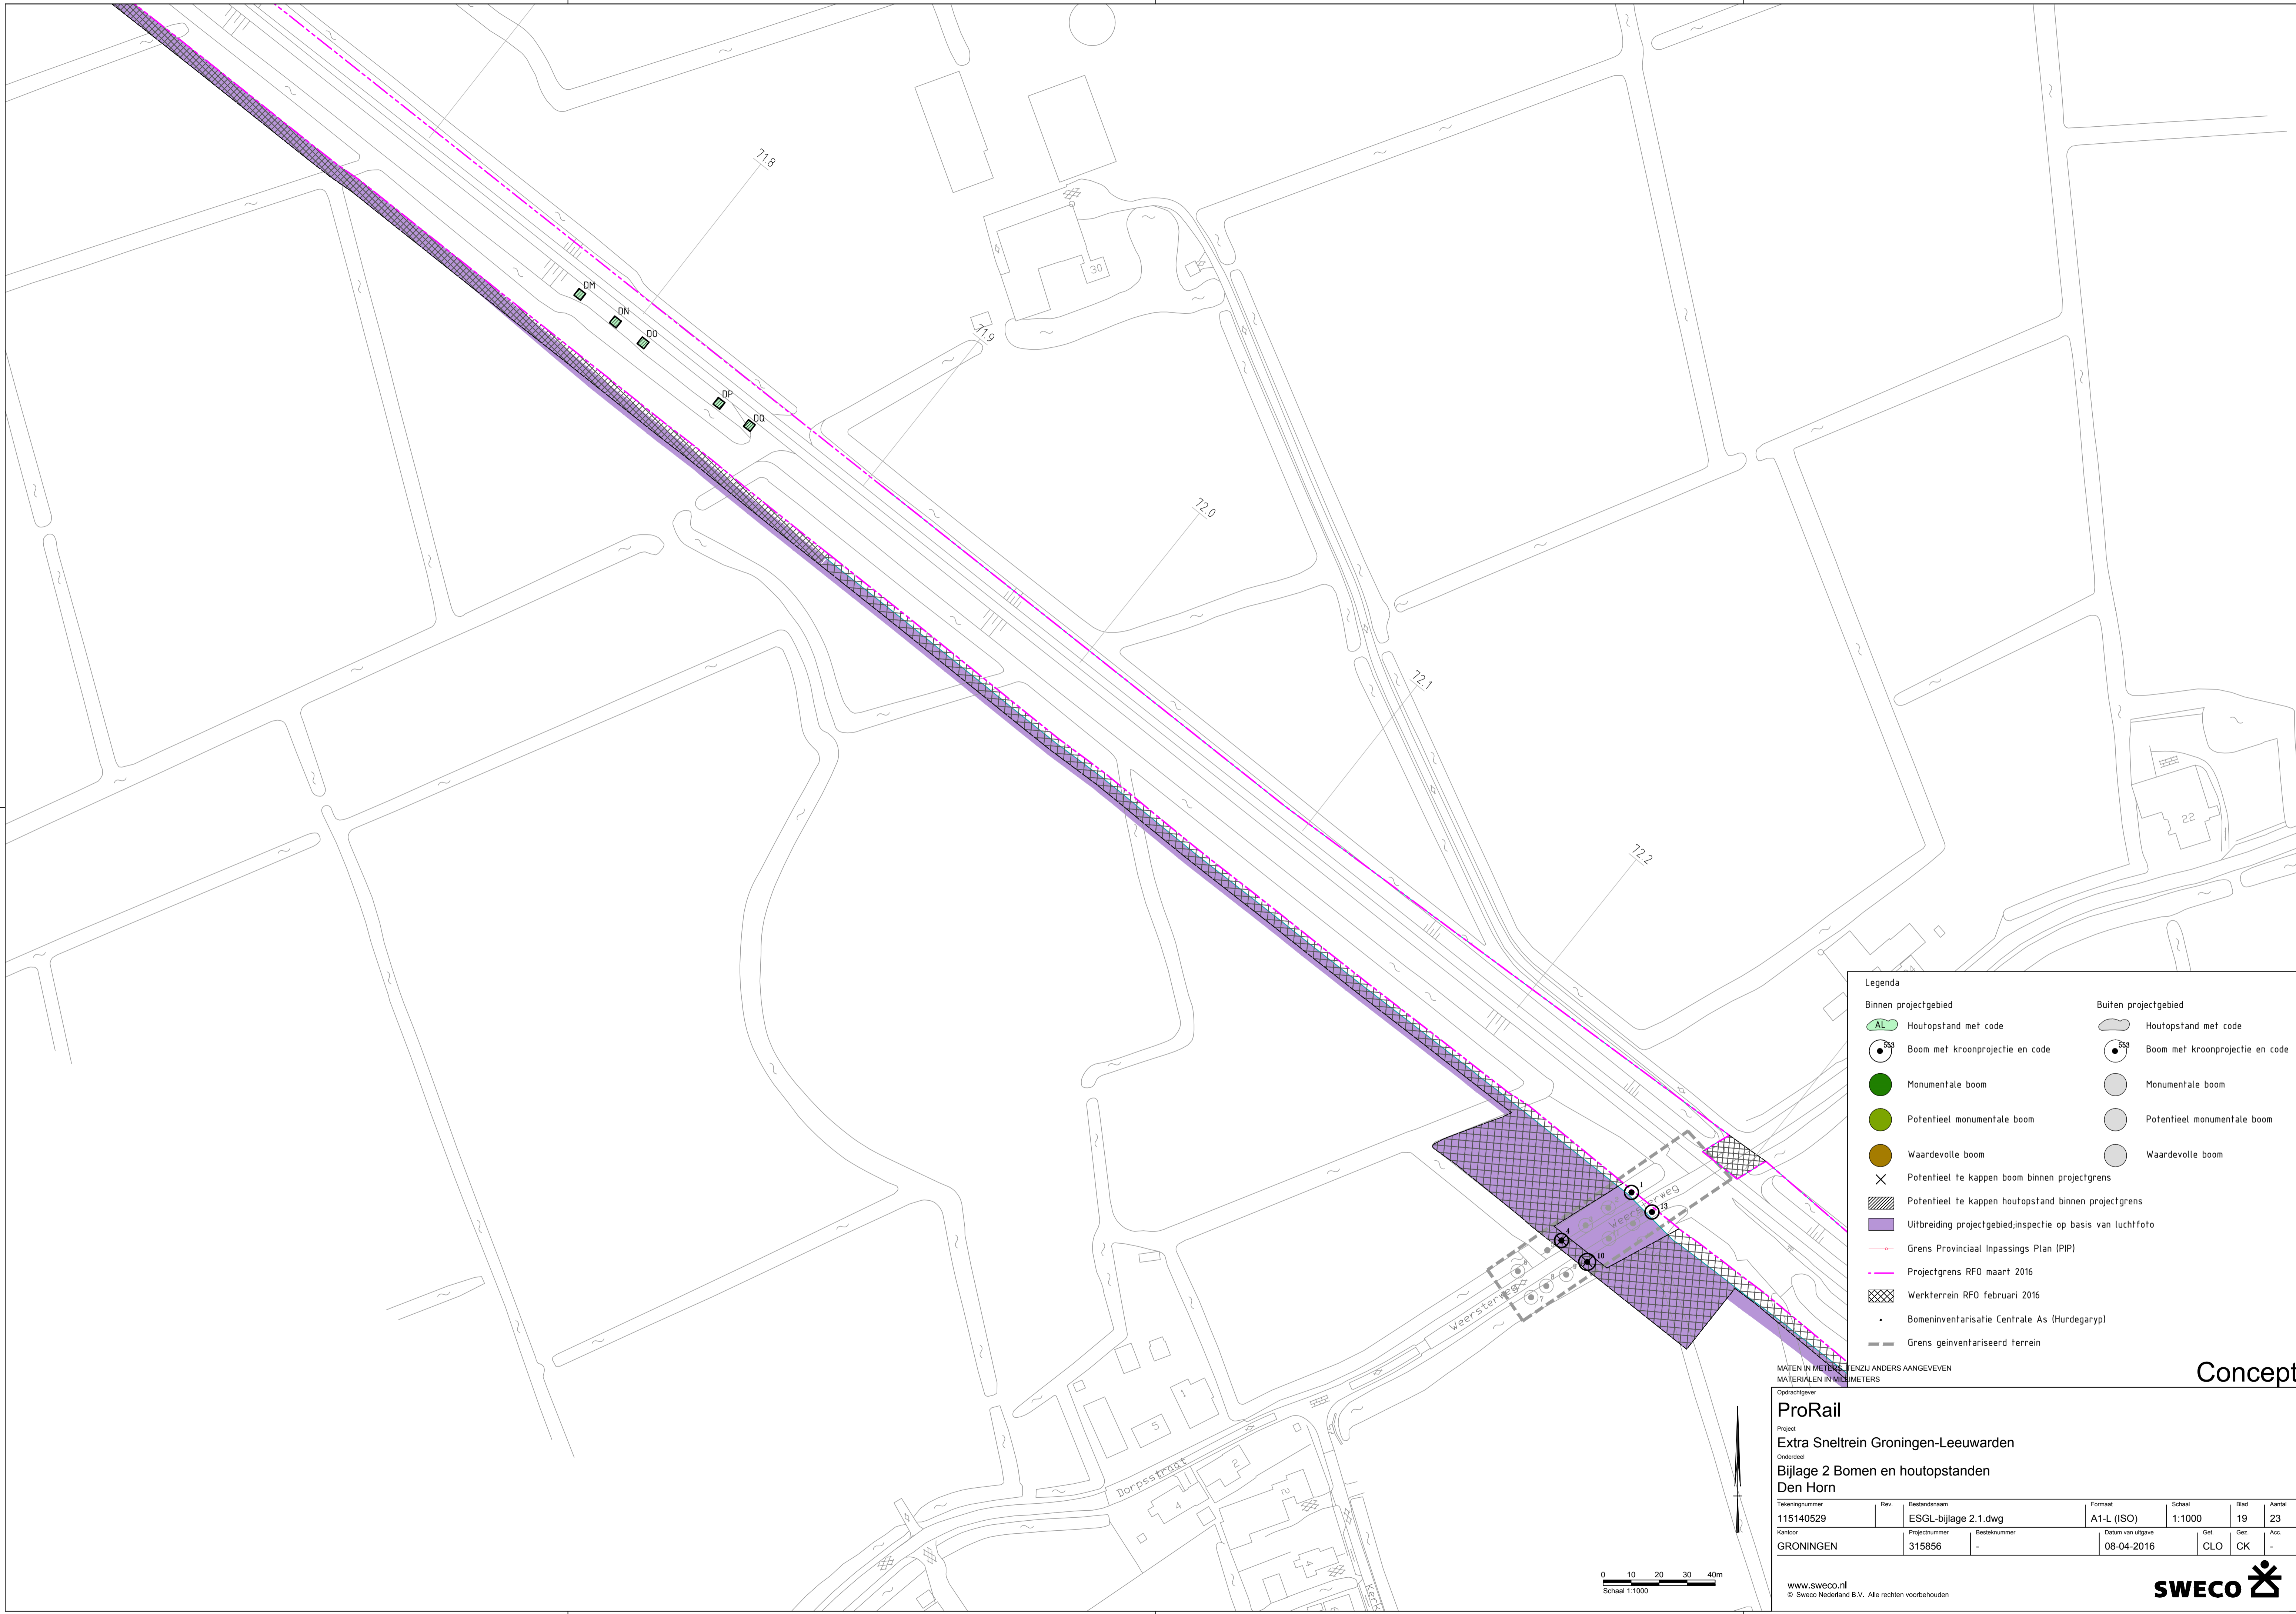 71.8
30
DM
DN
DO
71.9
DP
DQ
72.0
72.1
22
72.2
Legenda
Binnen projectgebied
Buiten projectgebied
AL
Houtopstand met code
Houtopstand met code
553
Boom met kroonprojectie en code
553
Boom met kroonprojectie en code
Monumentale boom
Monumentale boom
Potentieel monumentale boom
Potentieel monumentale boom
Waardevolle boom
Waardevolle boom
Potentieel te kappen boom binnen projectgrens
Potentieel te kappen houtopstand binnen projectgrens
Uitbreiding projectgebied;inspectie op basis van luchtfoto
Grens Provinciaal Inpassings Plan (PIP)
Projectgrens RFO maart 2016
Werkterrein RFO februari 2016
Bomeninventarisatie Centrale As (Hurdegaryp)
Grens geinventariseerd terrein
1
13
4
10
8
7
Weersterweg
Weersterweg
1
5
2
4
2
4
Dorpsstraat
Kerk
MATEN IN METERS, TENZIJ ANDERS AANGEVEVEN
MATERIALEN IN MILLIMETERS
Concept
Opdrachtgever
ProRail
Project
Extra Sneltrein Groningen-Leeuwarden
Onderdeel
Bijlage 2 Bomen en houtopstanden
Den Horn
Tekeningnummer Rev. Bestandsnaam Formaat Schaal Blad Aantal
115140529 ESGL-bijlage 2.1.dwg A1-L (ISO) 1:1000 19 23
Kantoor Projectnummer Besteknummer Datum van uitgave Get. Gez. Acc.
GRONINGEN 315856 - 08-04-2016 CLO CK -
0 10 20 30 40m
Schaal 1:1000
www.sweco.nl
© Sweco Nederland B.V. Alle rechten voorbehouden
SWECO